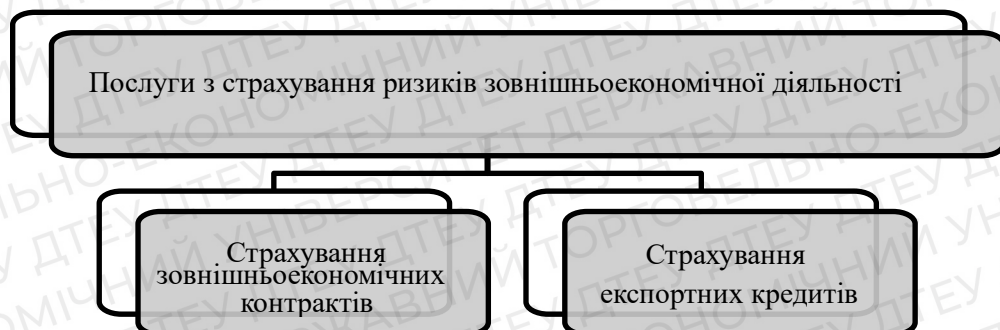 Послуги з страхування ризиків зовнішньоекономічної діяльності
Страхування
зовнішньоекономічних
контрактів
Страхування
експортних кредитів